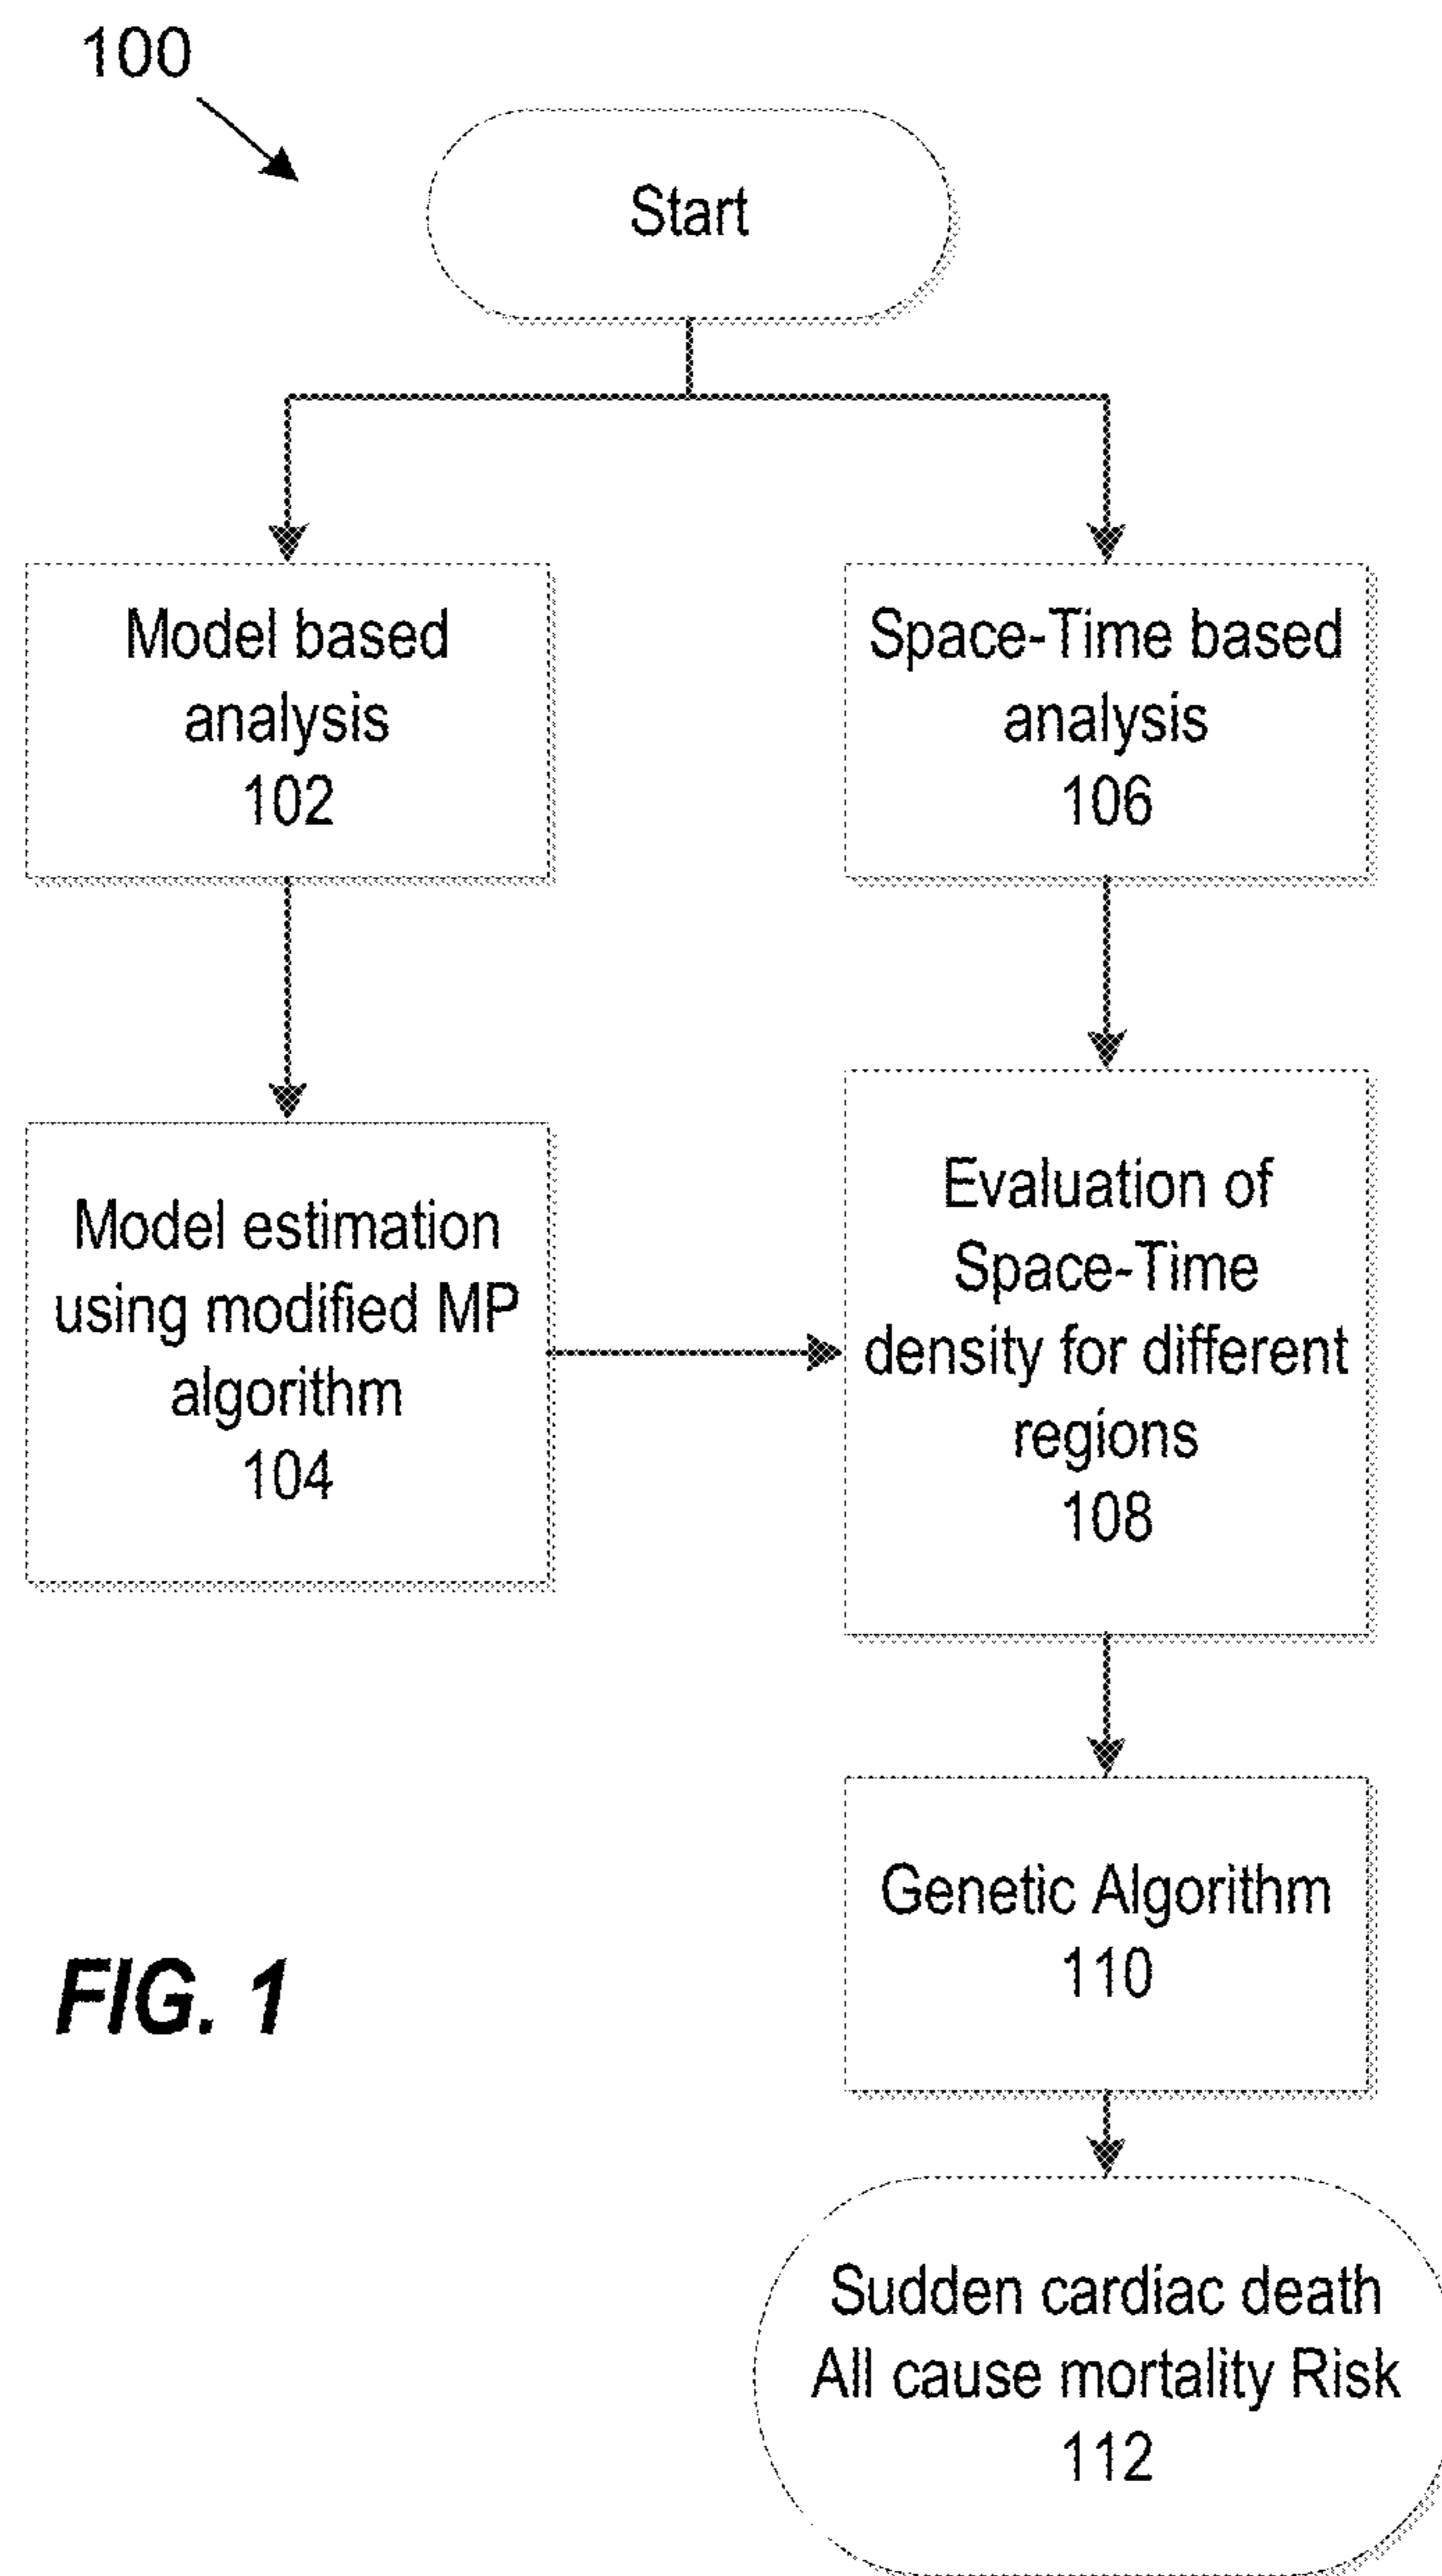 100
Start
Model based
analysis
102
Space-Time based
analysis
106
Model estimation
using modified MP
algorithm
104
Evaluation of
Space-Time
density for different
regions
108
Genetic Algorithm
110
FIG. 1
Sudden cardiac death
All cause mortality Risk
112